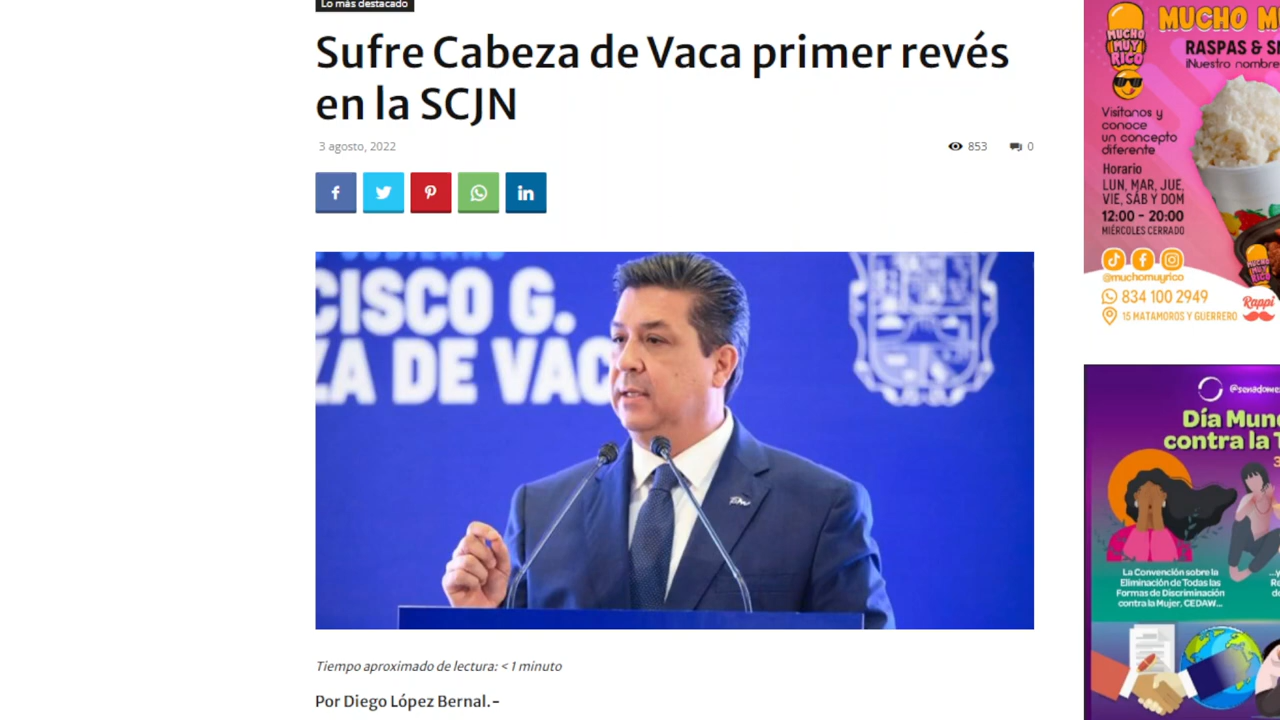 Lo más destacado
Sufre Cabeza de Vaca primer revés
en la SCJN
3 agosto, 2022
853
0
CISCO G.
ZA DE VAC
Tiempo aproximado de lectura: < 1 minuto
Por Diego López Bernal.-
MUCHO M
MUCHO
MUY
RICO
RASPAS & S
¡Nuestro nombre
Visítanos y
conoce
un concepto
diferente
Horario
LUN, MAR, JUE,
VIE, SÁB Y DOM
12:00 - 20:00
MIÉRCOLES CERRADO
@muchomuyrico
834 100 2949
15 MATAMOROS Y GUERRERO
Rappi
Día Mun
contra la T
La Convención sobre la
Eliminación de Todas las
Formas de Discriminación
contra la Mujer, CEDAW...